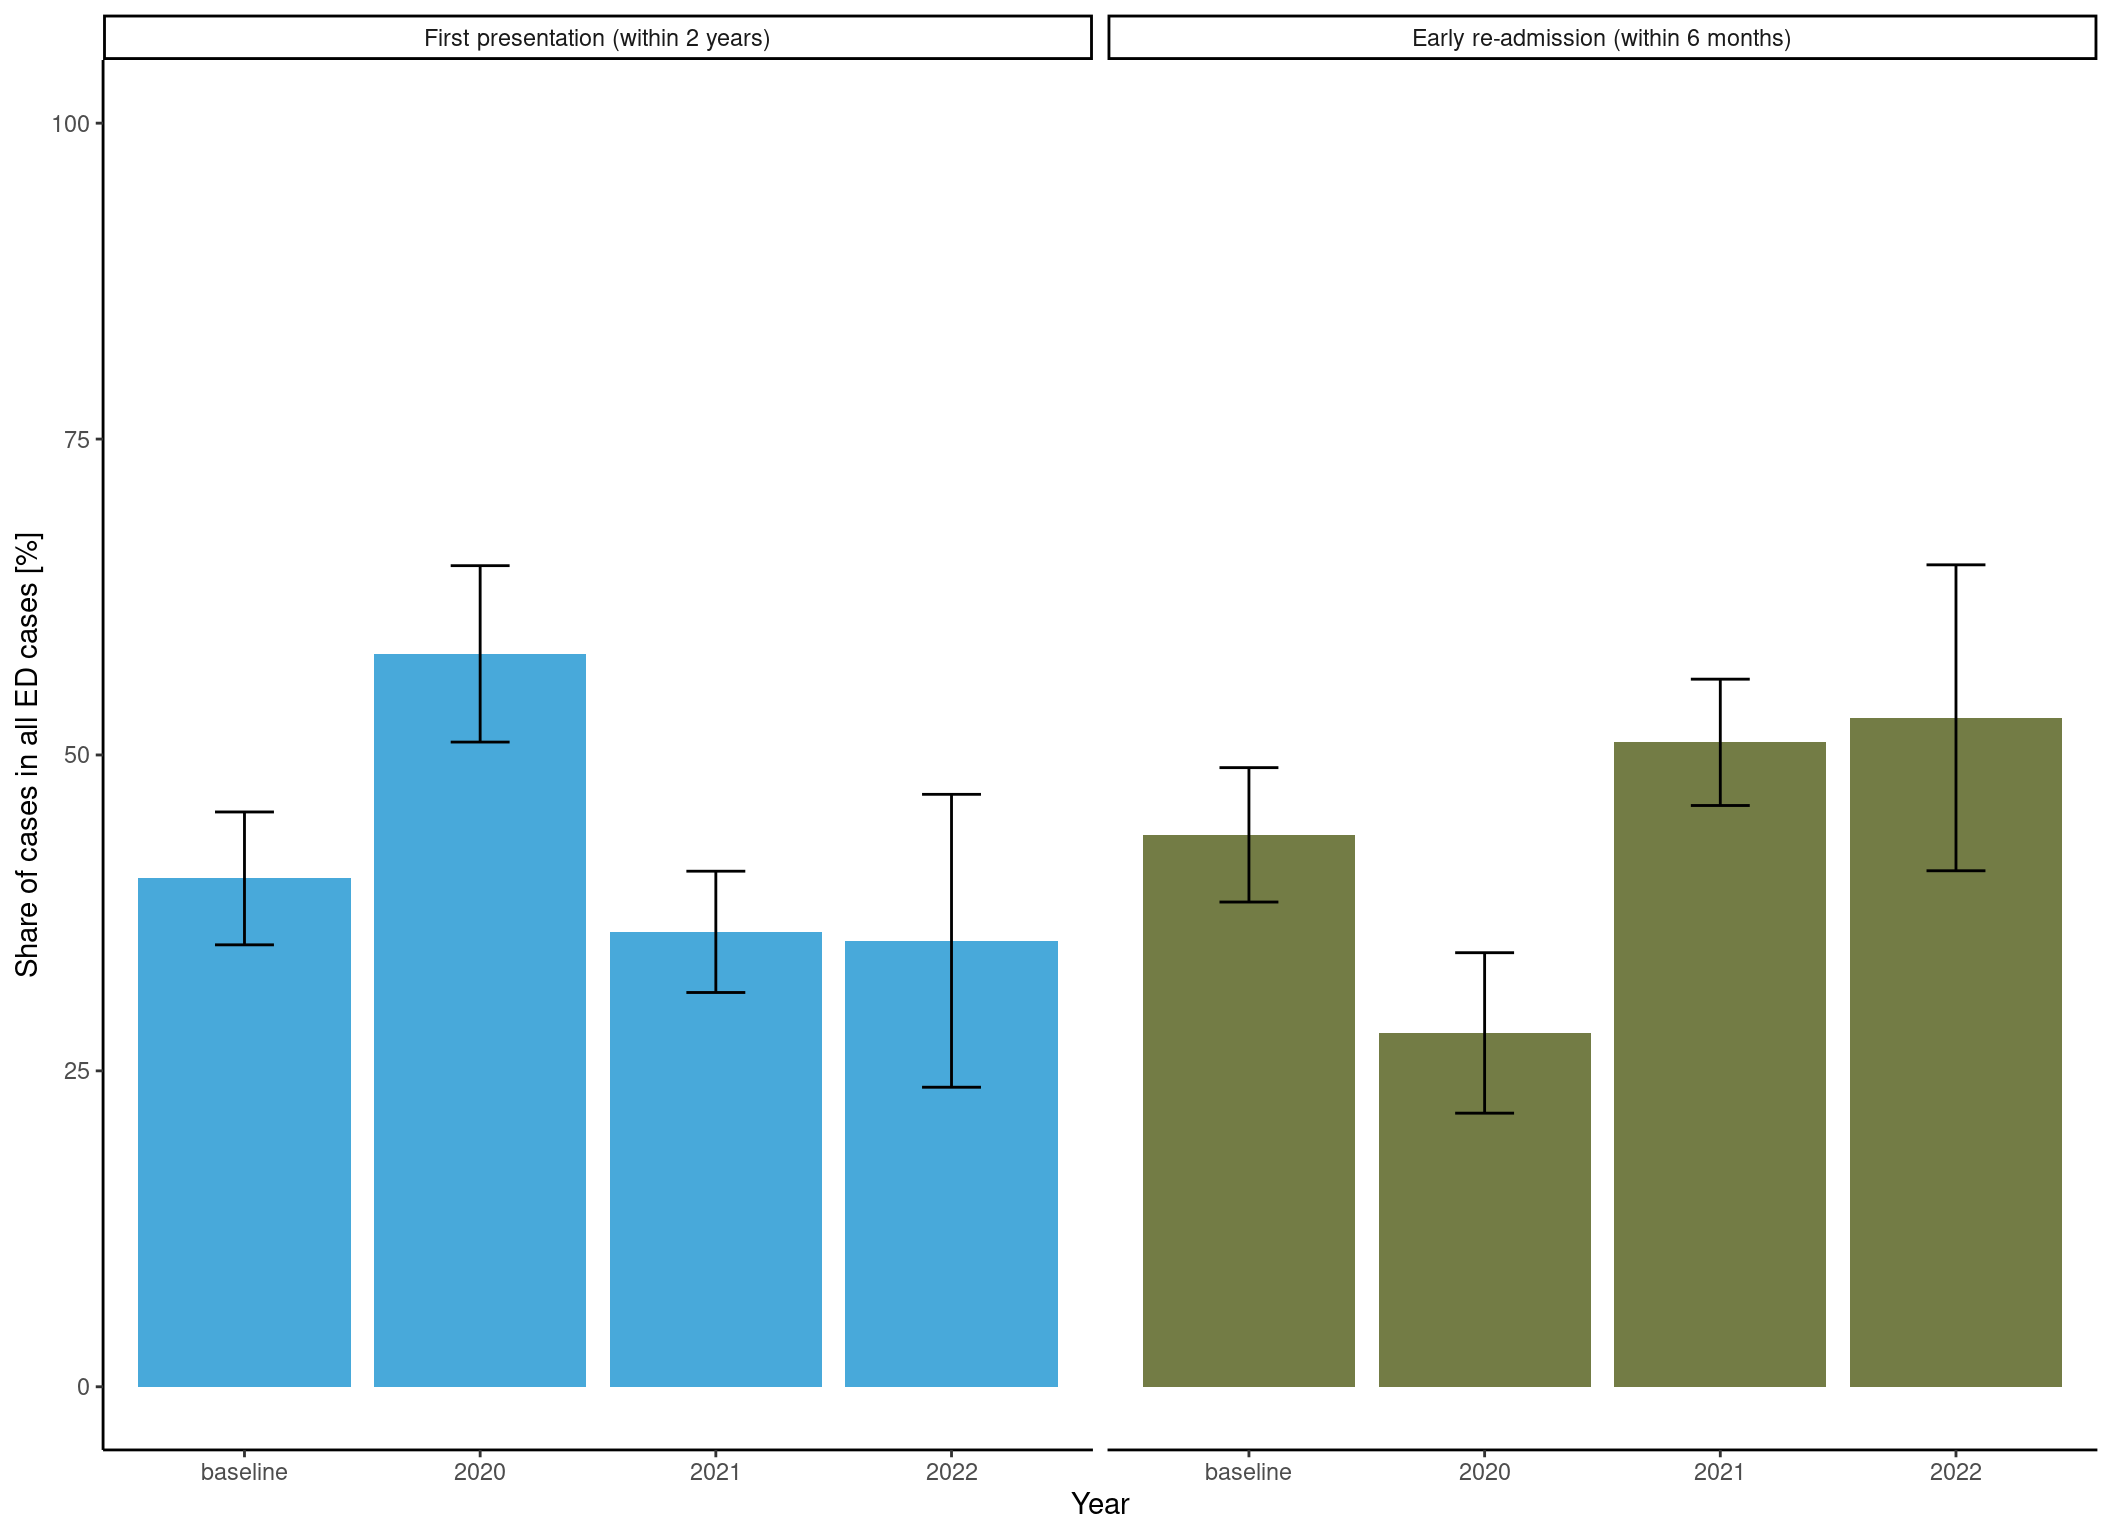 First presentation (within 2 years)
Early re-admission (within 6 months)
Share of cases in all ED cases [%]
100
75
50
25
0
baseline 2020 2021 2022
baseline 2020 2021 2022
Year